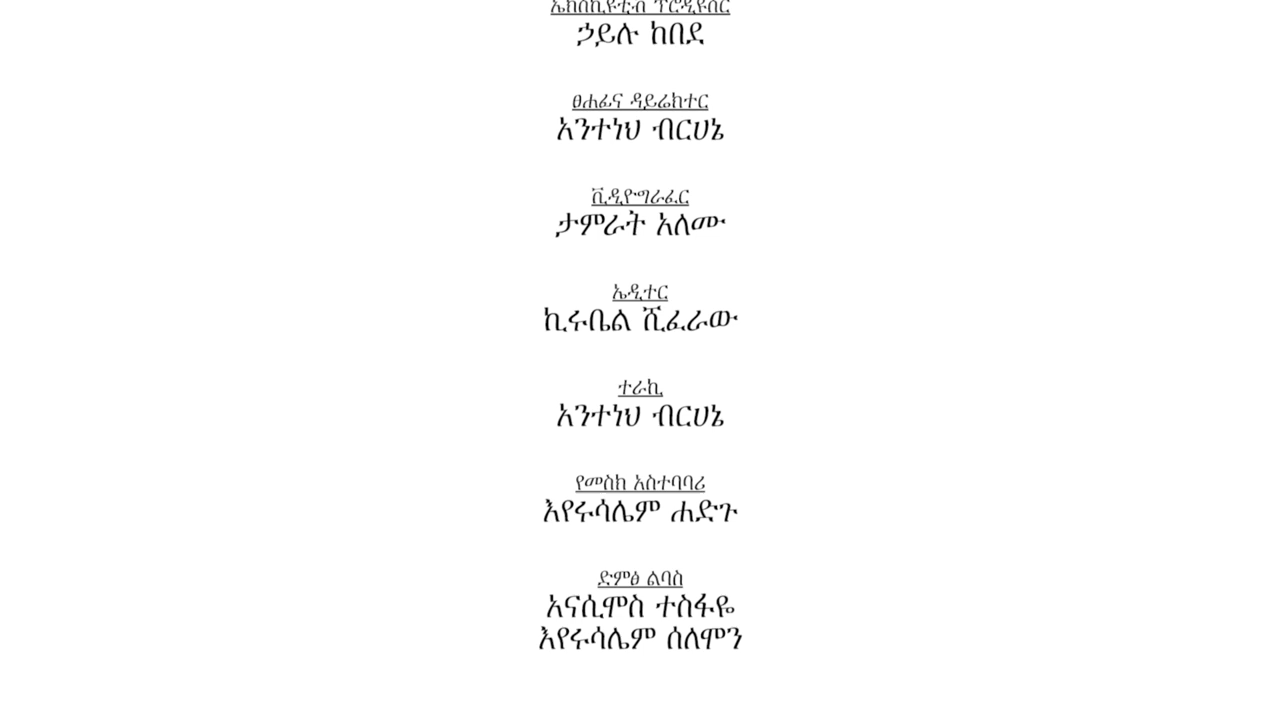 ኤክስኪዩቲቭ ፕሮዲዩሰር
ኃይሉ ከበደ
ፀሐፊና ዳይሬክተር
አንተነህ ብርሀኔ
ቪዲዮግራፈር
ታምራት አለሙ
ኤዲተር
ኪሩቤል ሺፈራው
ተራኪ
አንተነህ ብርሀኔ
የመስክ አስተባባሪ
እየሩሳሌም ሐድጉ
ድምፅ ልባስ
አናሲሞስ ተስፋዬ
እየሩሳሌም ሰለሞን